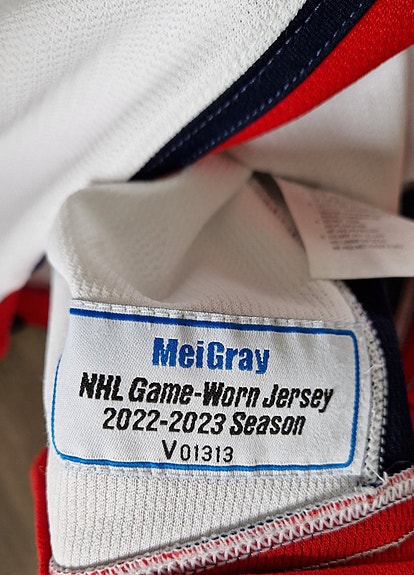 MeiGray
NHL Game-Worn Jersey
2022-2023 Season
V01313